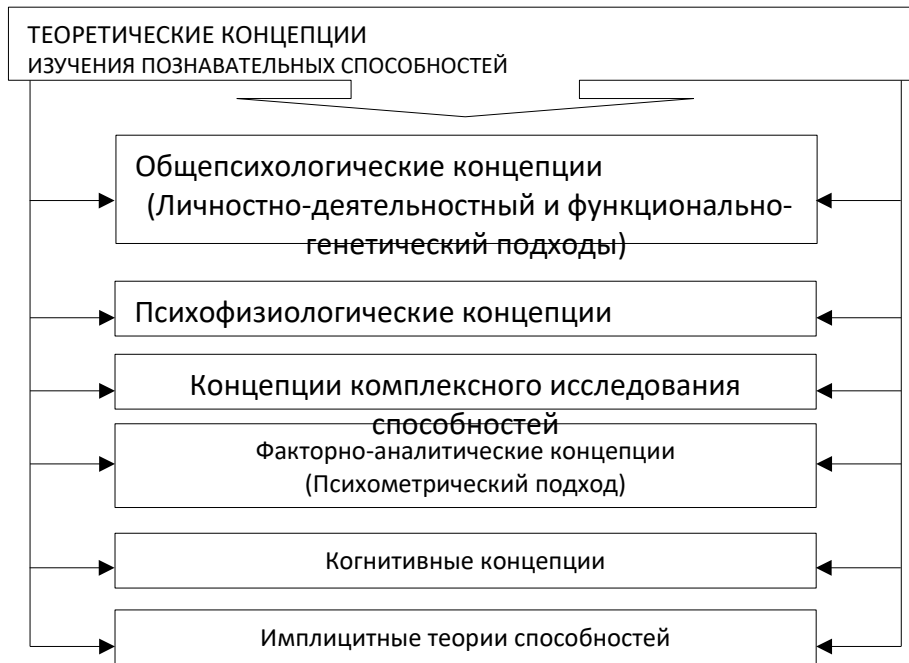 ТЕОРЕТИЧЕСКИЕ КОНЦЕПЦИИ
ИЗУЧЕНИЯ ПОЗНАВАТЕЛЬНЫХ СПОСОБНОСТЕЙ
Общепсихологические концепции
(Личностно-деятельностный и функционально-
генетический подходы)
Психофизиологические концепции
Концепции комплексного исследования
способностей
Факторно-аналитические концепции
(Психометрический подход)
Когнитивные концепции
Имплицитные теории способностей